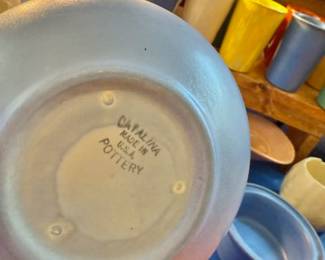 CATALINA
MADE IN
U.S.A.
POTTERY